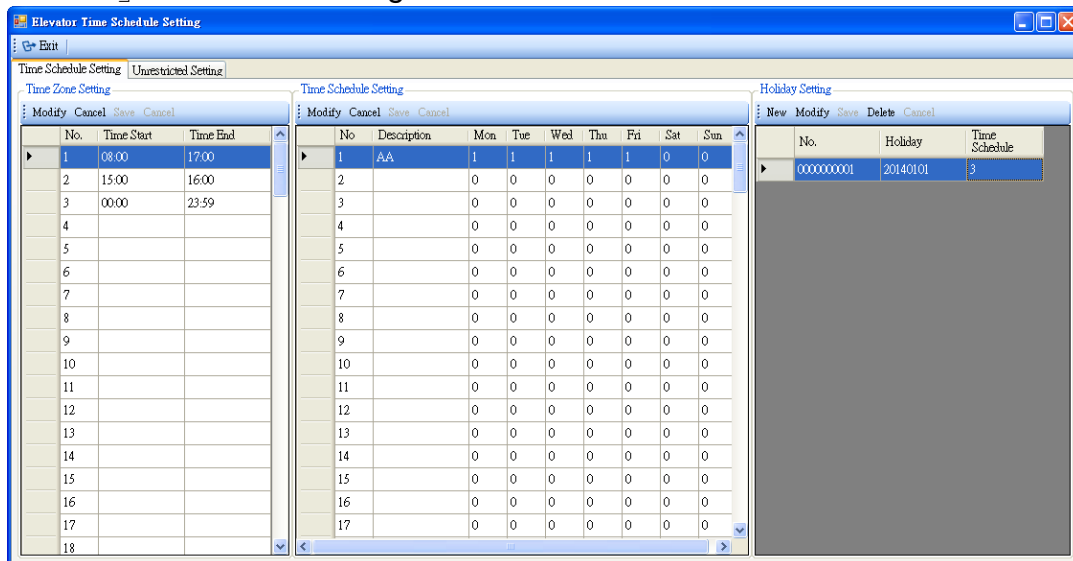 Elevator Time Schedule Setting
Exit
Time Schedule Setting Unrestricted Setting
Time Zone Setting
Modify Cancel Save Cancel
No. Time Start Time End
1 08:00 17:00
2 15:00 16:00
3 00:00 23:59
4
5
6
7
8
9
10
11
12
13
14
15
16
17
18
Time Schedule Setting
Modify Cancel Save Cancel
No Description Mon Tue Wed Thu Fri Sat Sun
1 AA 1 1 1 1 1 0 0
2 0 0 0 0 0 0 0
3 0 0 0 0 0 0 0
4 0 0 0 0 0 0 0
5 0 0 0 0 0 0 0
6 0 0 0 0 0 0 0
7 0 0 0 0 0 0 0
8 0 0 0 0 0 0 0
9 0 0 0 0 0 0 0
10 0 0 0 0 0 0 0
11 0 0 0 0 0 0 0
12 0 0 0 0 0 0 0
13 0 0 0 0 0 0 0
14 0 0 0 0 0 0 0
15 0 0 0 0 0 0 0
16 0 0 0 0 0 0 0
17 0 0 0 0 0 0 0
Holiday Setting
New Modify Save Delete Cancel
No. Holiday Time Schedule
0000000001 20140101 3